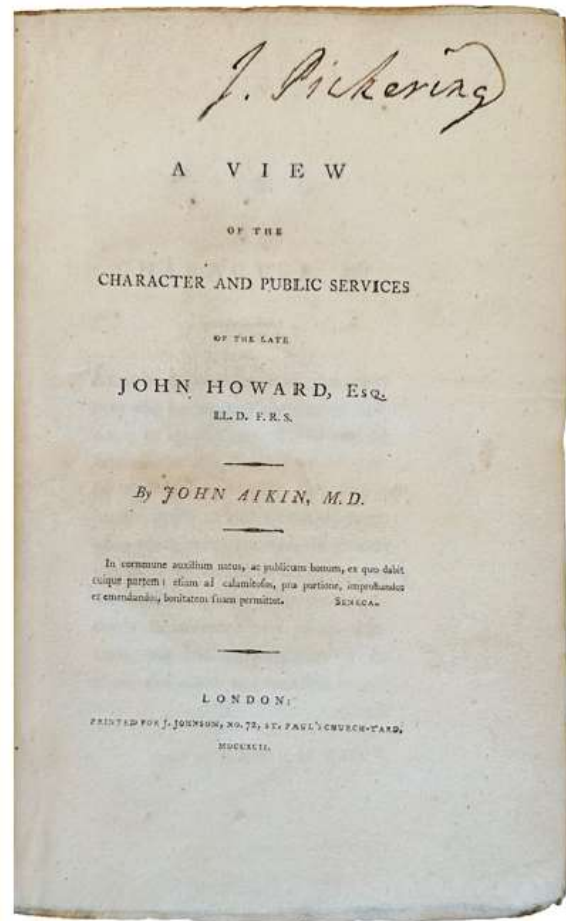 J. Pickering
A VIEW
OF THE
CHARACTER AND PUBLIC SERVICES
OF THE LATE
JOHN HOWARD, Esq.
LL.D. F.R.S.
By JOHN AIKIN, M.D.
In commune auxilium natus, ac publicum bonum, ex quo dabit
cuique partem: etiam ad calamitosos, pro portione, improbandos
et emendandos, bonitatem suam permittet. SENECA.
LONDON:
PRINTED FOR J. JOHNSON, NO. 72, ST. PAUL'S CHURCH-YARD,
MDCCXCII.